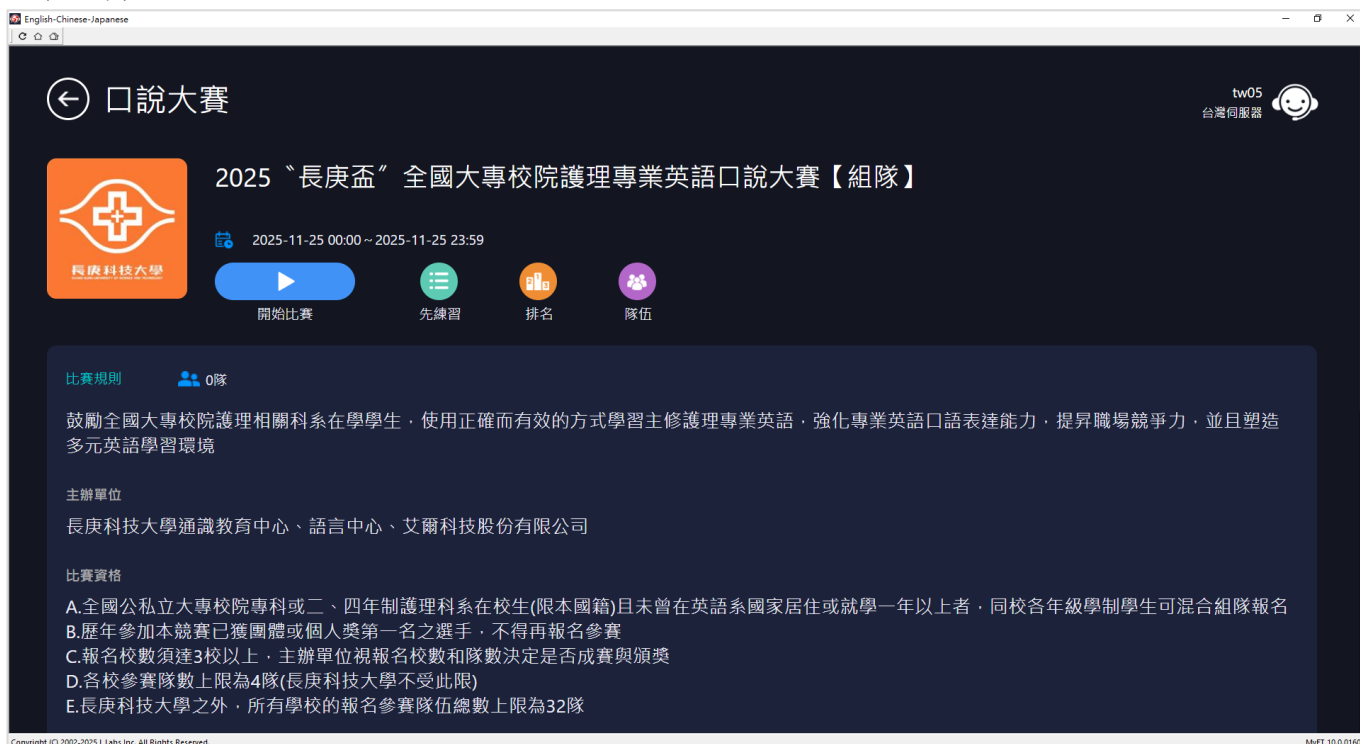 English-Chinese-Japanese
口說大賽
tw05
台灣伺服器
2025〝長庚盃〞全國大專校院護理專業英語口說大賽【組隊】
2025-11-25 00:00 ~ 2025-11-25 23:59
長庚科技大學
開始比賽
先練習
排名
隊伍
比賽規則
0隊
鼓勵全國大專校院護理相關科系在學學生，使用正確而有效的方式學習主修護理專業英語，強化專業英語口語表達能力，提昇職場競爭力，並且塑造
多元英語學習環境
主辦單位
長庚科技大學通識教育中心、語言中心、艾爾科技股份有限公司
比賽資格
A.全國公私立大專校院專科或二、四年制護理科系在校生(限本國籍)且未曾在英語系國家居住或就學一年以上者，同校各年級學制學生可混合組隊報名
B.歷年參加本競賽已獲團體或個人獎第一名之選手，不得再報名參賽
C.報名校數須達3校以上，主辦單位視報名校數和隊數決定是否成賽與頒獎
D.各校參賽隊數上限為4隊(長庚科技大學不受此限)
E.長庚科技大學之外，所有學校的報名參賽隊伍總數上限為32隊
Copyright (C) 2002-2025 L Labs Inc. All Rights Reserved.
MyET 10.0.0160